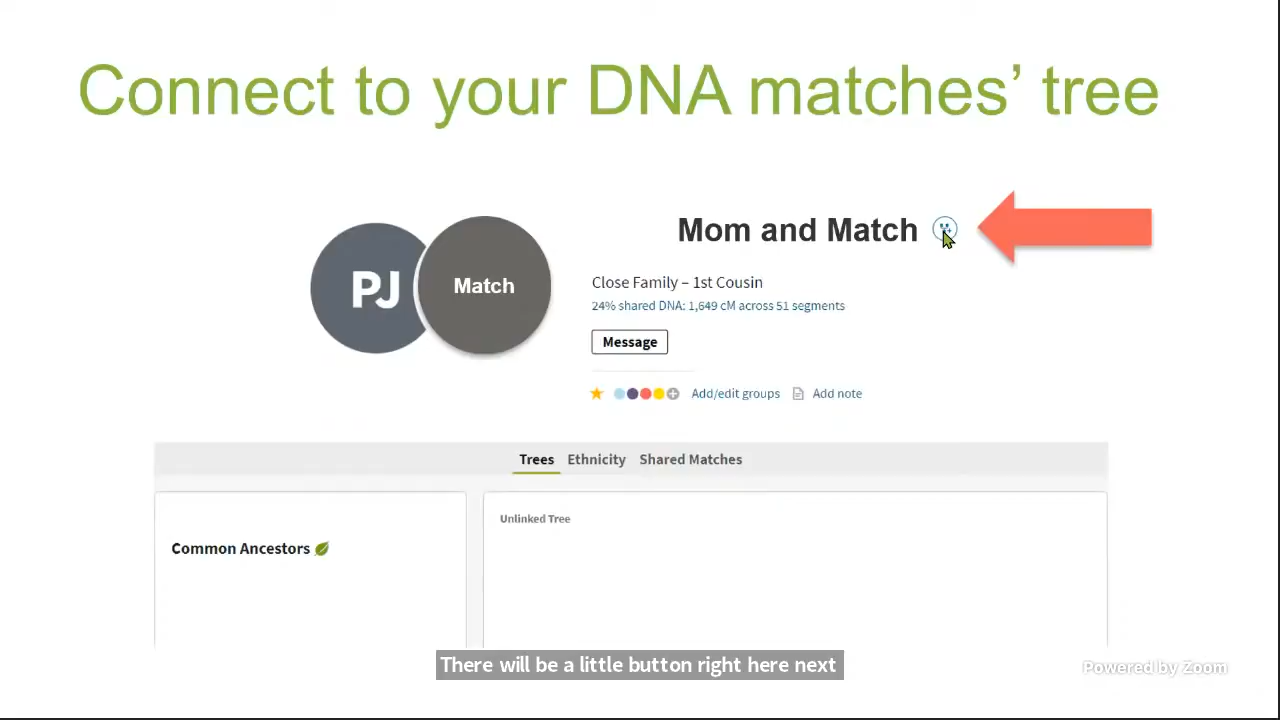 Connect to your DNA matches’ tree
Mom and Match
PJ
Match
Close Family – 1st Cousin
24% shared DNA: 1,649 cM across 51 segments
Message
Add/edit groups
Add note
Trees Ethnicity Shared Matches
Unlinked Tree
Common Ancestors
There will be a little button right here next
Powered by Zoom